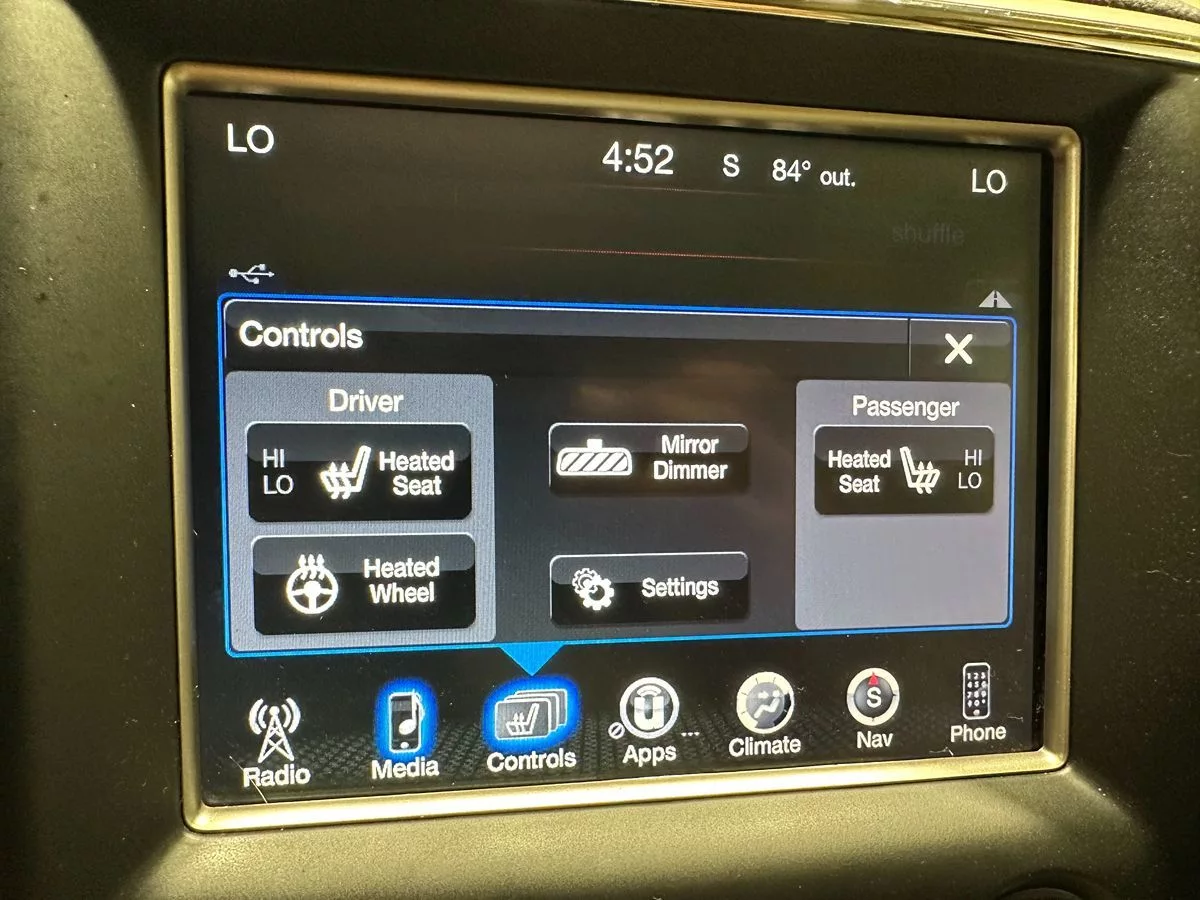 LO
4:52 S 84° out.
LO
shuffle
Controls
X
Driver
HI
LO
Heated
Seat
Heated
Wheel
Mirror
Dimmer
Settings
Passenger
Heated
Seat
HI
LO
Radio
Media
Controls
Apps
...
Climate
S
Nav
Phone